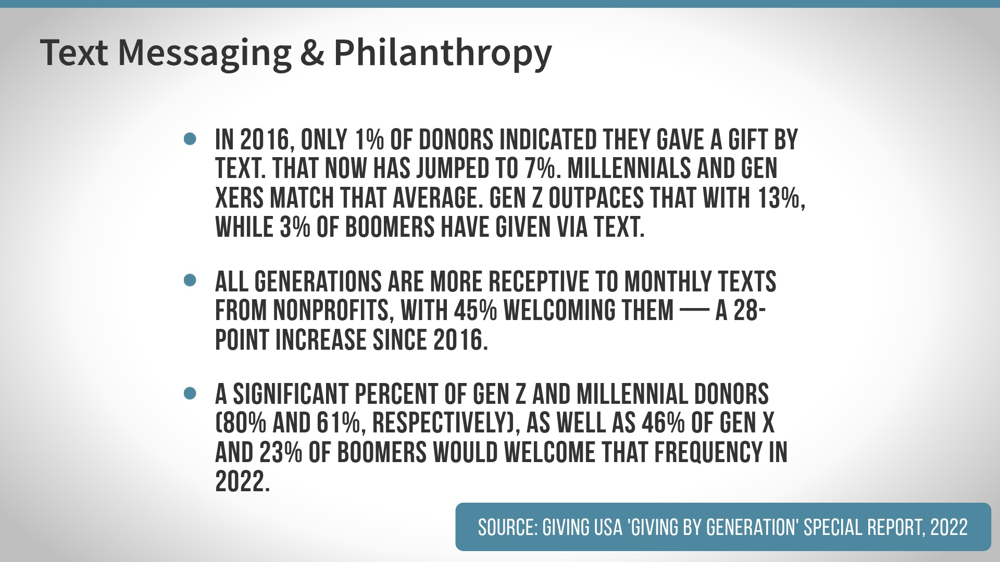 Text Messaging & Philanthropy
IN 2016, ONLY 1% OF DONORS INDICATED THEY GAVE A GIFT BY
TEXT. THAT NOW HAS JUMPED TO 7%. MILLENNIALS AND GEN
XERS MATCH THAT AVERAGE. GEN Z OUTPACES THAT WITH 13%,
WHILE 3% OF BOOMERS HAVE GIVEN VIA TEXT.
ALL GENERATIONS ARE MORE RECEPTIVE TO MONTHLY TEXTS
FROM NONPROFITS, WITH 45% WELCOMING THEM — A 28-
POINT INCREASE SINCE 2016.
A SIGNIFICANT PERCENT OF GEN Z AND MILLENNIAL DONORS
(80% AND 61%, RESPECTIVELY), AS WELL AS 46% OF GEN X
AND 23% OF BOOMERS WOULD WELCOME THAT FREQUENCY IN
2022.
SOURCE: GIVING USA 'GIVING BY GENERATION' SPECIAL REPORT, 2022